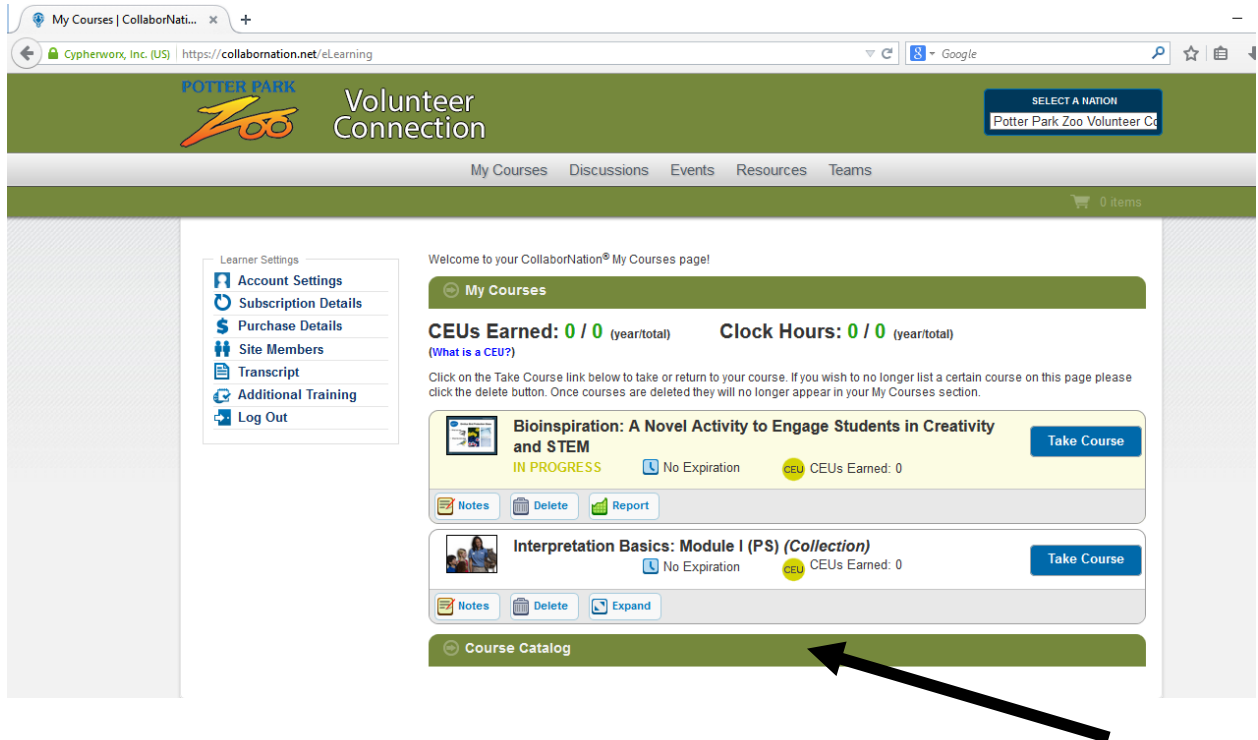 My Courses | CollaborNati...
Cypherworx, Inc. (US) https://collabornation.net/eLearning
Google
POTTER PARK
Zoo
Volunteer
Connection
SELECT A NATION
Potter Park Zoo Volunteer Co
My Courses Discussions Events Resources Teams
0 items
Learner Settings
Account Settings
Subscription Details
Purchase Details
Site Members
Transcript
Additional Training
Log Out
Welcome to your CollaborNation® My Courses page!
My Courses
CEUs Earned: 0 / 0 (year/total) Clock Hours: 0 / 0 (year/total)
(What is a CEU?)
Click on the Take Course link below to take or return to your course. If you wish to no longer list a certain course on this page please
click the delete button. Once courses are deleted they will no longer appear in your My Courses section.
Bioinspiration: A Novel Activity to Engage Students in Creativity
and STEM
Take Course
IN PROGRESS No Expiration CEU CEUs Earned: 0
Notes Delete Report
Interpretation Basics: Module I (PS) (Collection)
No Expiration CEU CEUs Earned: 0
Take Course
Notes Delete Expand
Course Catalog